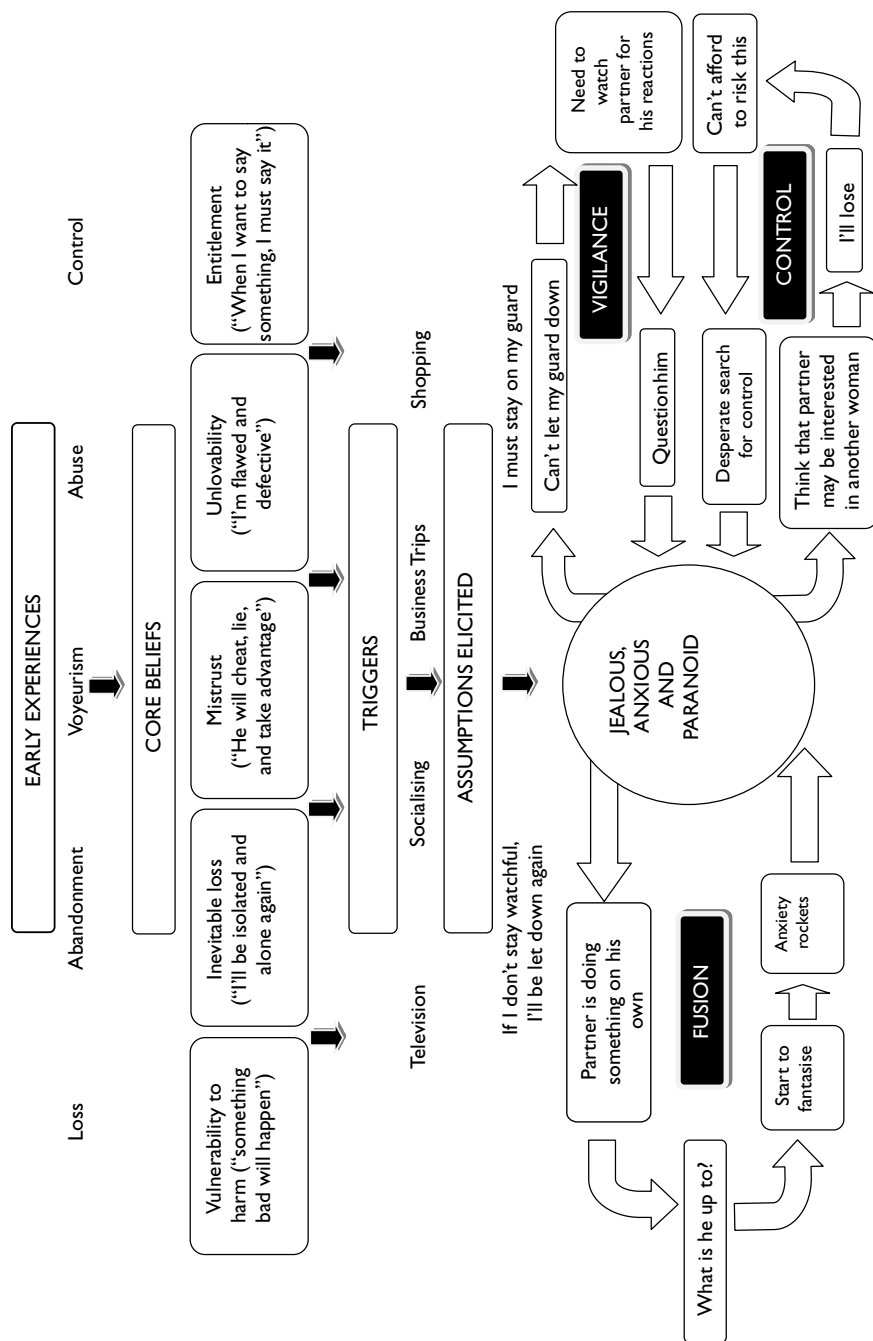 EARLY EXPERIENCES
Loss
Abandonment
Voyeurism
Abuse
Control
CORE BELIEFS
Vulnerability to
harm (“something
bad will happen”)
Inevitable loss
(“I’ll be isolated and
alone again”)
Mistrust
(“He will cheat, lie,
and take advantage”)
Unlovability
(“I’m flawed and
defective”)
Entitlement
(“When I want to say
something, I must say it”)
TRIGGERS
Television
Socialising
Business Trips
Shopping
ASSUMPTIONS ELICITED
If I don’t stay watchful,
I’ll be let down again
I must stay on my guard
Partner is doing
something on his
own
What is he up to?
FUSION
Start to
fantasise
Anxiety
rockets
JEALOUS,
ANXIOUS
AND
PARANOID
Can’t let my guard down
Need to
watch
partner for
his reactions
VIGILANCE
Questionhim
Think that partner
may be interested
in another woman
I’ll lose
CONTROL
Can’t afford
to risk this
Desperate search
for control